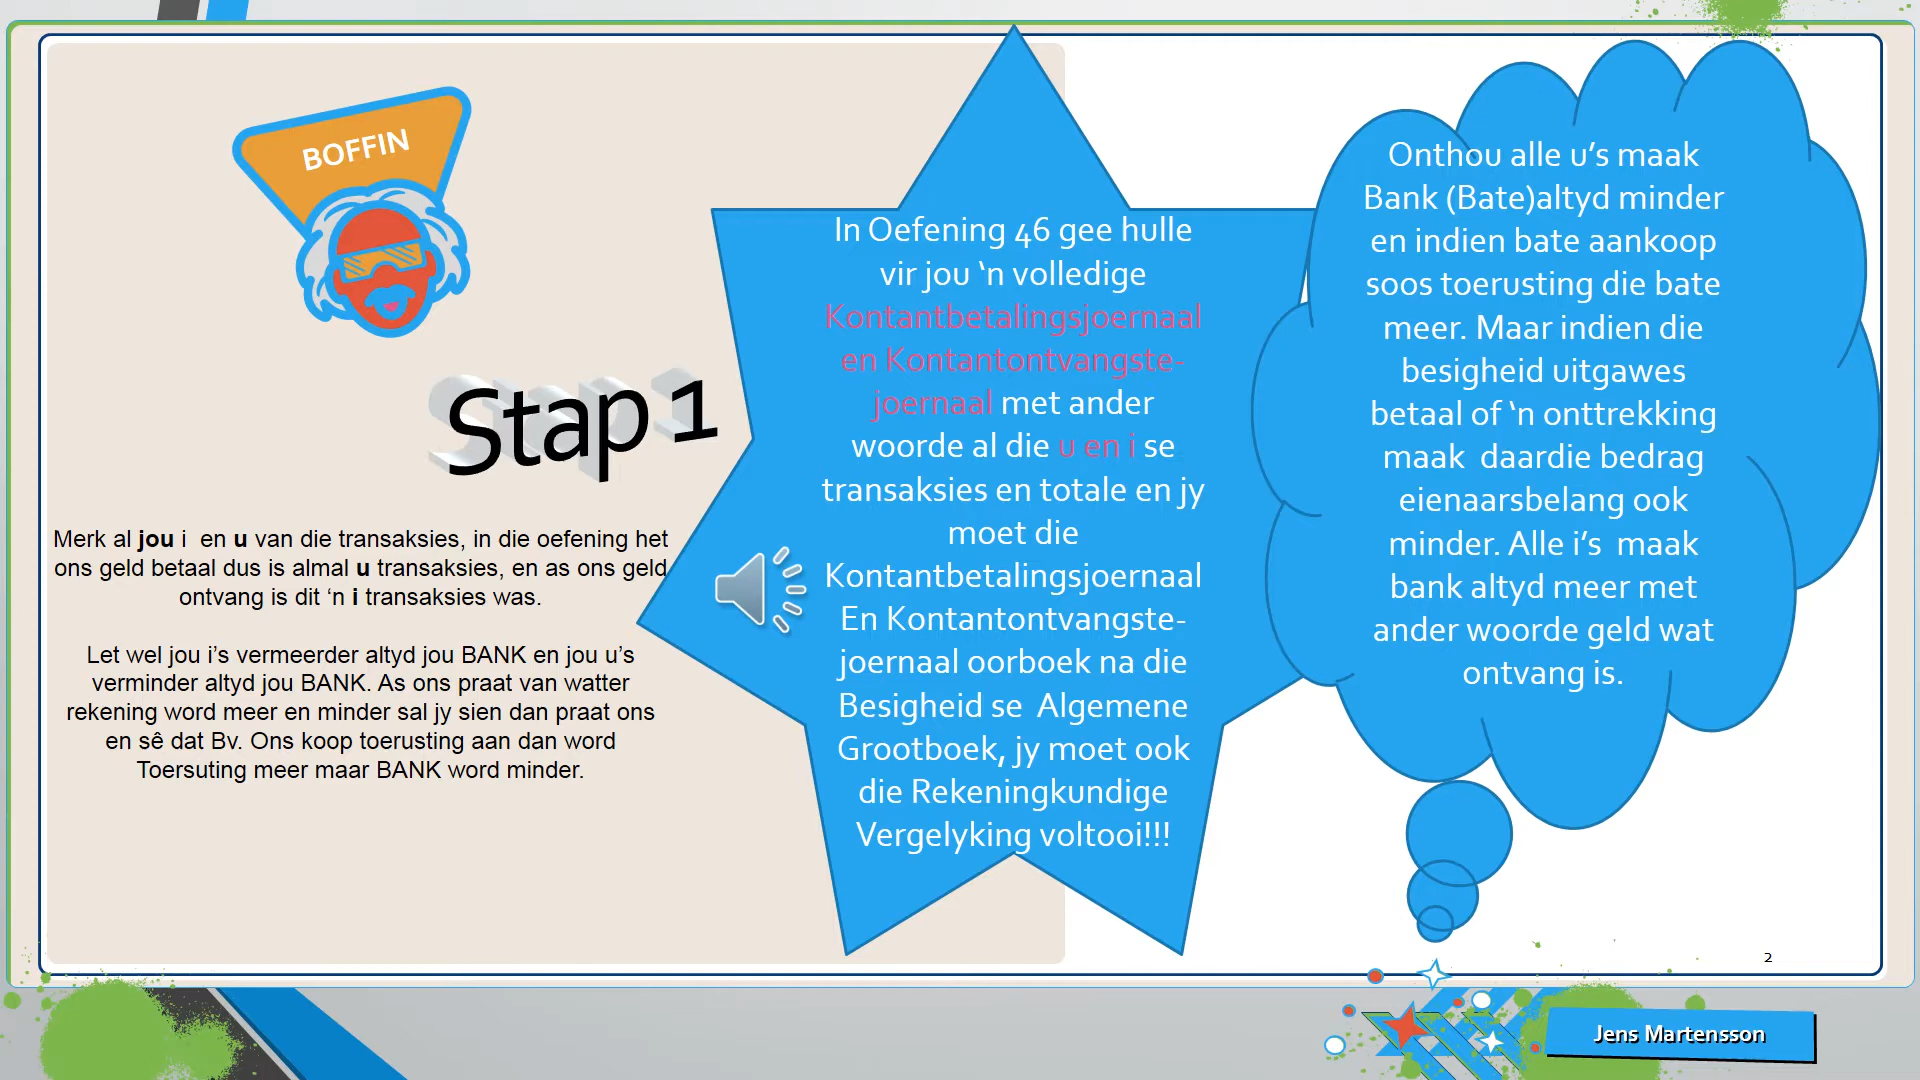 BOFFIN
Stap 1
Merk al jou i en u van die transaksies, in die oefening het
ons geld betaal dus is almal u transaksies, en as ons geld
ontvang is dit ‘n i transaksies was.
Let wel jou i’s vermeerder altyd jou BANK en jou u’s
verminder altyd jou BANK. As ons praat van watter
rekening word meer en minder sal jy sien dan praat ons
en sê dat Bv. Ons koop toerusting aan dan word
Toersuting meer maar BANK word minder.
In Oefening 46 gee hulle
vir jou ‘n volledige
Kontantbetalingsjoernaal
en Kontantontvangste-
joernaal met ander
woorde al die u en i se
transaksies en totale en jy
moet die
Kontantbetalingsjoernaal
En Kontantontvangste-
joernaal oorboek na die
Besigheid se Algemene
Grootboek, jy moet ook
die Rekeningkundige
Vergelyking voltooi!!!
Onthou alle u’s maak
Bank (Bate)altyd minder
en indien bate aankoop
soos toerusting die bate
meer. Maar indien die
besigheid uitgawes
betaal of ‘n onttrekking
maak daardie bedrag
eienaarsbelang ook
minder. Alle i’s maak
bank altyd meer met
ander woorde geld wat
ontvang is.
2
Jens Martensson